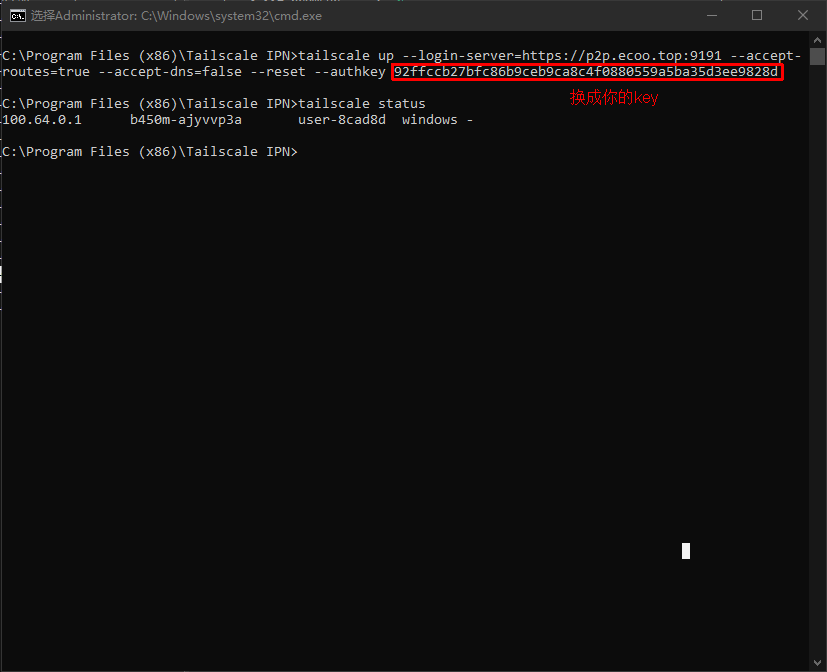 选择Administrator: C:\Windows\system32\cmd.exe
C:\Program Files (x86)\Tailscale IPN>tailscale up --login-server=https://p2p.ecoo.top:9191 --accept-
routes=true --accept-dns=false --reset --authkey 92ffccb27bfc86b9ceb9ca8c4f0880559a5ba35d3ee9828d
换成你的key
C:\Program Files (x86)\Tailscale IPN>tailscale status
100.64.0.1 b450m-ajyvvp3a user-8cad8d windows -
C:\Program Files (x86)\Tailscale IPN>